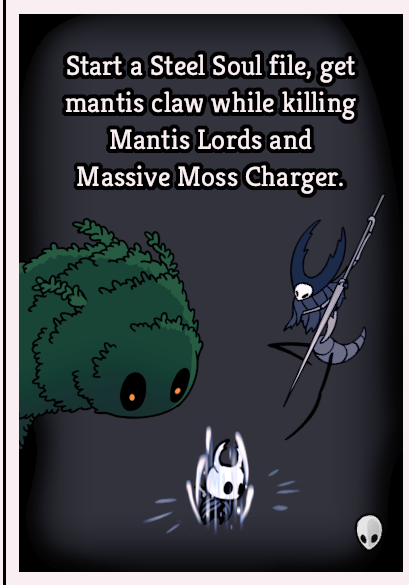 Start a Steel Soul file, get
mantis claw while killing
Mantis Lords and
Massive Moss Charger.